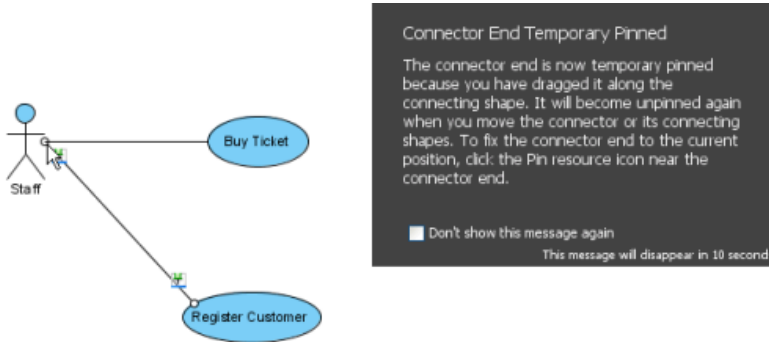 Connector End Temporary Pinned
The connector end is now temporary pinned
because you have dragged it along the
connecting shape. It will become unpinned again
when you move the connector or its connecting
shapes. To fix the connector end to the current
position, click the Pin resource icon near the
connector end.
Don't show this message again
This message will disappear in 10 second
Buy Ticket
Staff
Register Customer